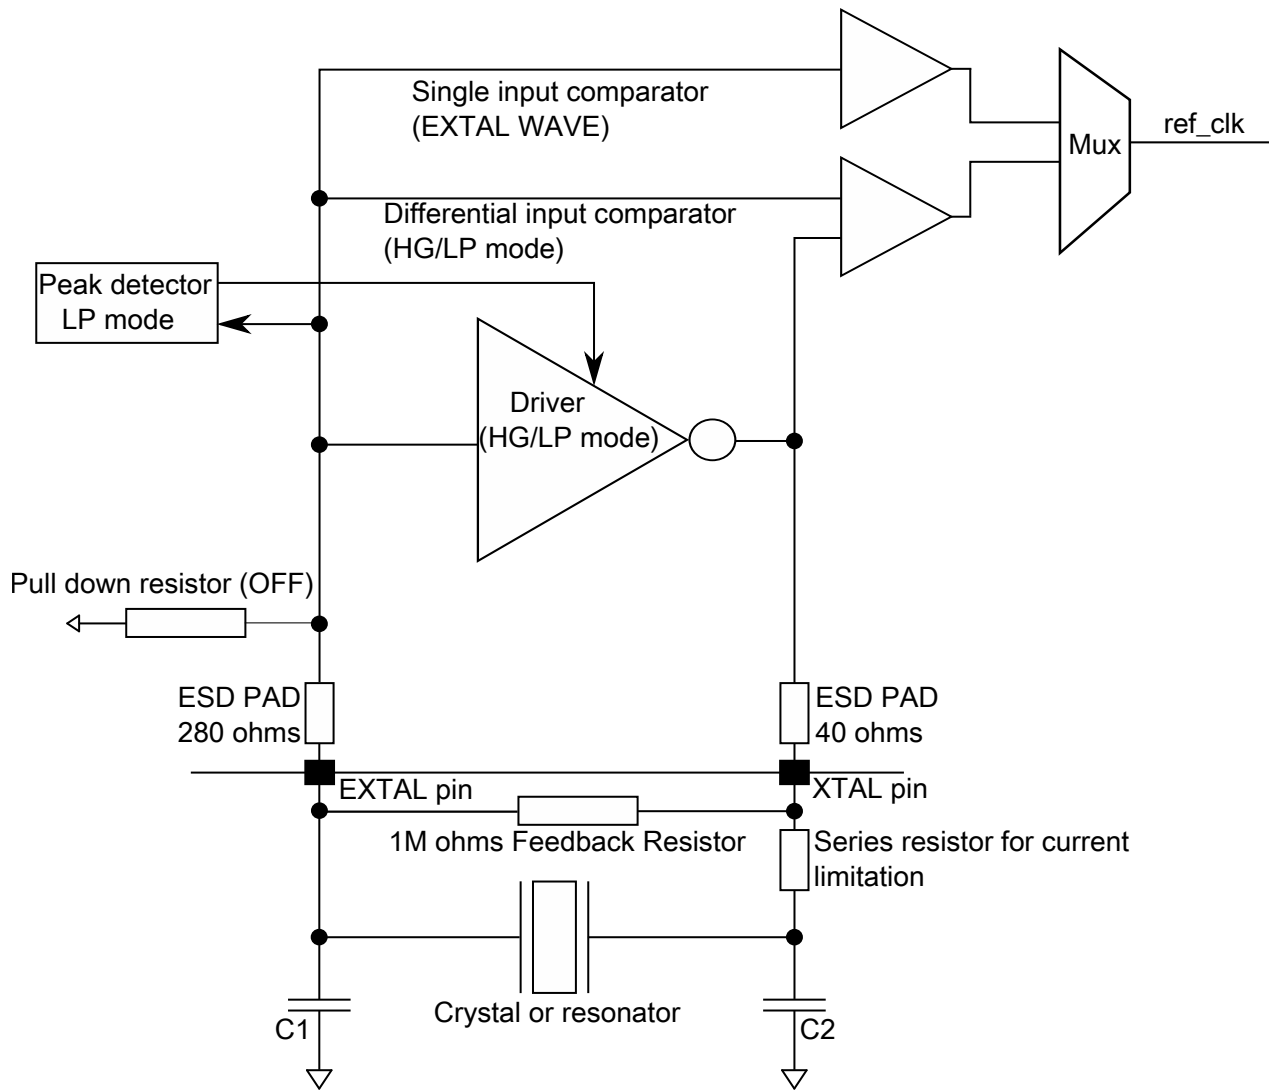 Single input comparator
(EXTAL WAVE)
Mux
ref_clk
Differential input comparator
(HG/LP mode)
Peak detector
LP mode
Driver
(HG/LP mode)
Pull down resistor (OFF)
ESD PAD
280 ohms
ESD PAD
40 ohms
EXTAL pin
XTAL pin
1M ohms Feedback Resistor
Series resistor for current
limitation
Crystal or resonator
C1
C2